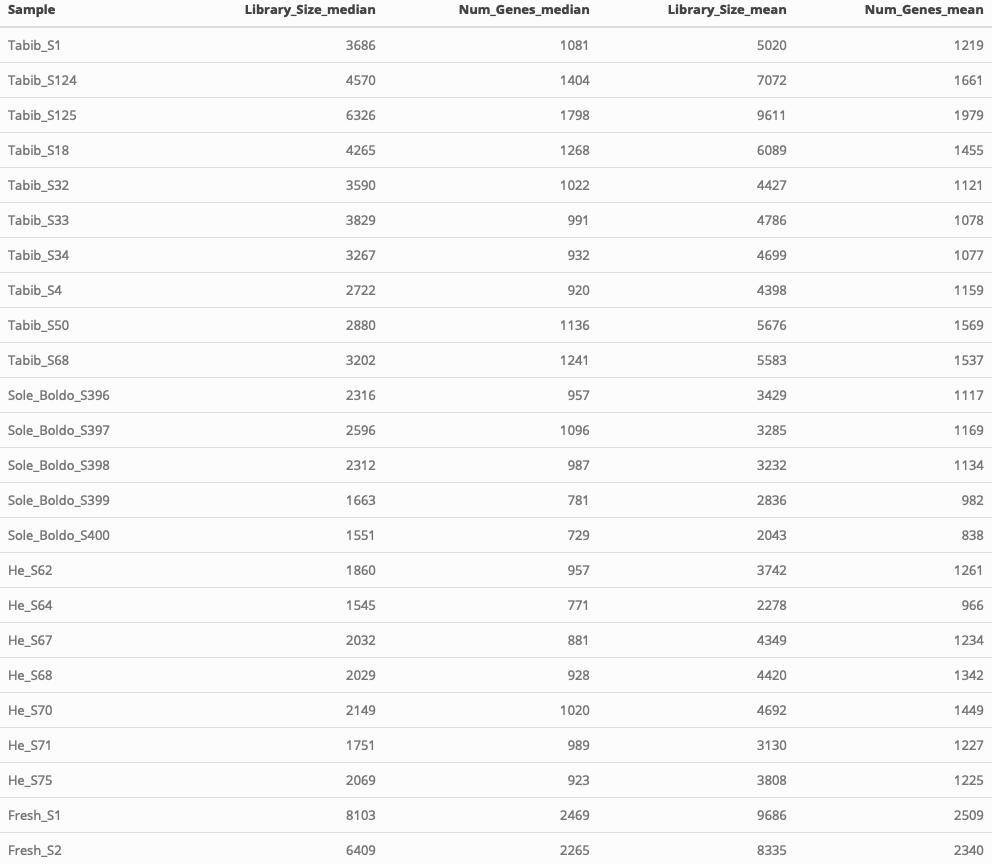 Sample Library_Size_median Num_Genes_median Library_Size_mean Num_Genes_mean
Tabib_S1 3686 1081 5020 1219
Tabib_S124 4570 1404 7072 1661
Tabib_S125 6326 1798 9611 1979
Tabib_S18 4265 1268 6089 1455
Tabib_S32 3590 1022 4427 1121
Tabib_S33 3829 991 4786 1078
Tabib_S34 3267 932 4699 1077
Tabib_S4 2722 920 4398 1159
Tabib_S50 2880 1136 5676 1569
Tabib_S68 3202 1241 5583 1537
Sole_Boldo_S396 2316 957 3429 1117
Sole_Boldo_S397 2596 1096 3285 1169
Sole_Boldo_S398 2312 987 3232 1134
Sole_Boldo_S399 1663 781 2836 982
Sole_Boldo_S400 1551 729 2043 838
He_S62 1860 957 3742 1261
He_S64 1545 771 2278 966
He_S67 2032 881 4349 1234
He_S68 2029 928 4420 1342
He_S70 2149 1020 4692 1449
He_S71 1751 989 3130 1227
He_S75 2069 923 3808 1225
Fresh_S1 8103 2469 9686 2509
Fresh_S2 6409 2265 8335 2340